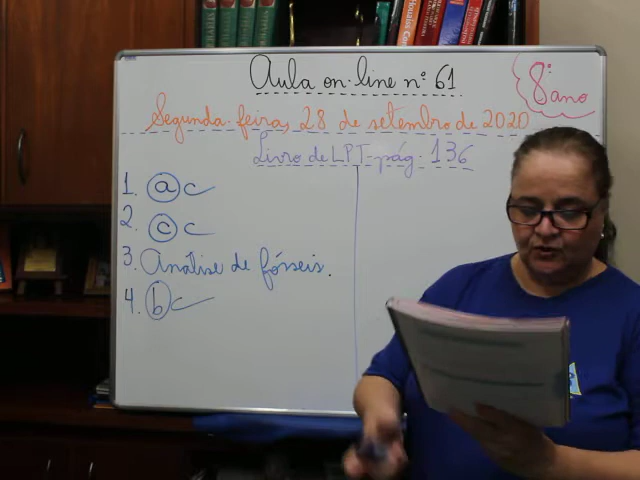 Aula on-line nº 61
8º ano
Segunda-feira, 28 de setembro de 2020
Livro de LPT - pág. 136
1. a c
2. c c
3. Análise de fósseis.
4. b c